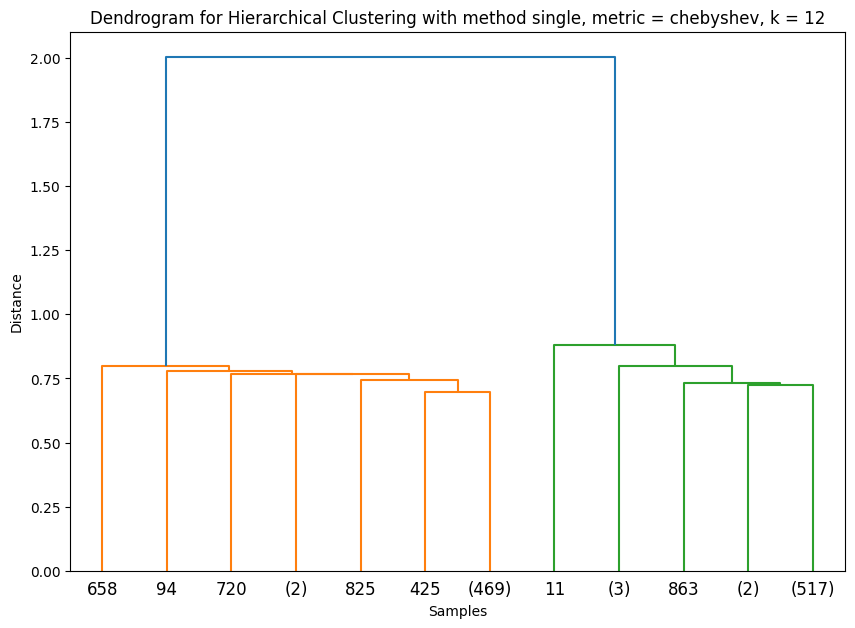 Dendrogram for Hierarchical Clustering with method single, metric = chebyshev, k = 12
2.00
1.75
1.50
1.25
1.00
0.75
0.50
0.25
0.00
Distance
658 94 720 (2) 825 425 (469) 11 (3) 863 (2) (517)
Samples